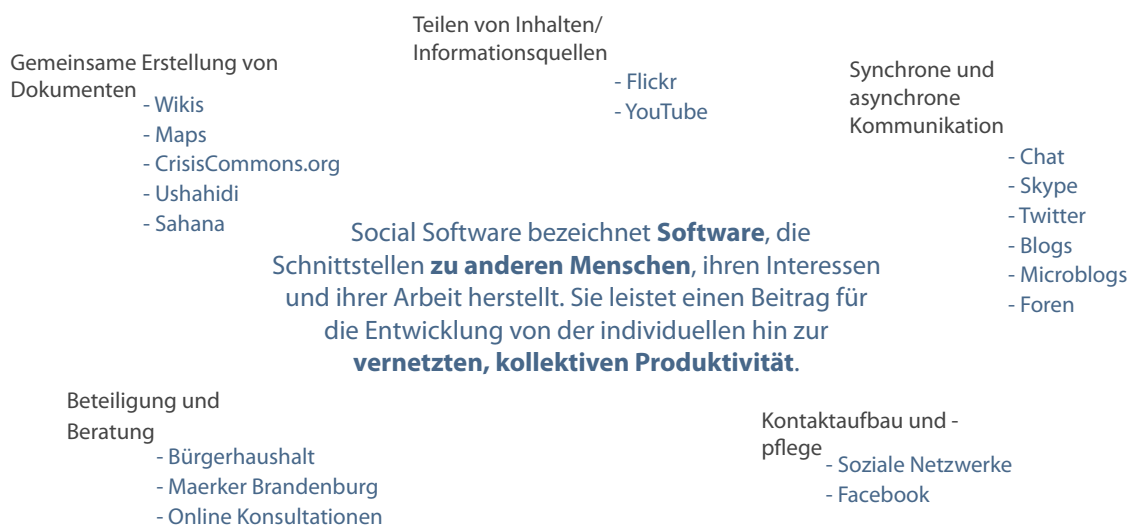 Gemeinsame Erstellung von
Dokumenten
- Wikis
- Maps
- CrisisCommons.org
- Ushahidi
- Sahana
Teilen von Inhalten/
Informationsquellen
- Flickr
- YouTube
Synchrone und
asynchrone
Kommunikation
- Chat
- Skype
- Twitter
- Blogs
- Microblogs
- Foren
Social Software bezeichnet Software, die
Schnittstellen zu anderen Menschen, ihren Interessen
und ihrer Arbeit herstellt. Sie leistet einen Beitrag für
die Entwicklung von der individuellen hin zur
vernetzten, kollektiven Produktivität.
Beteiligung und
Beratung
- Bürgerhaushalt
- Maerker Brandenburg
- Online Konsultationen
Kontaktaufbau und -
pflege
- Soziale Netzwerke
- Facebook